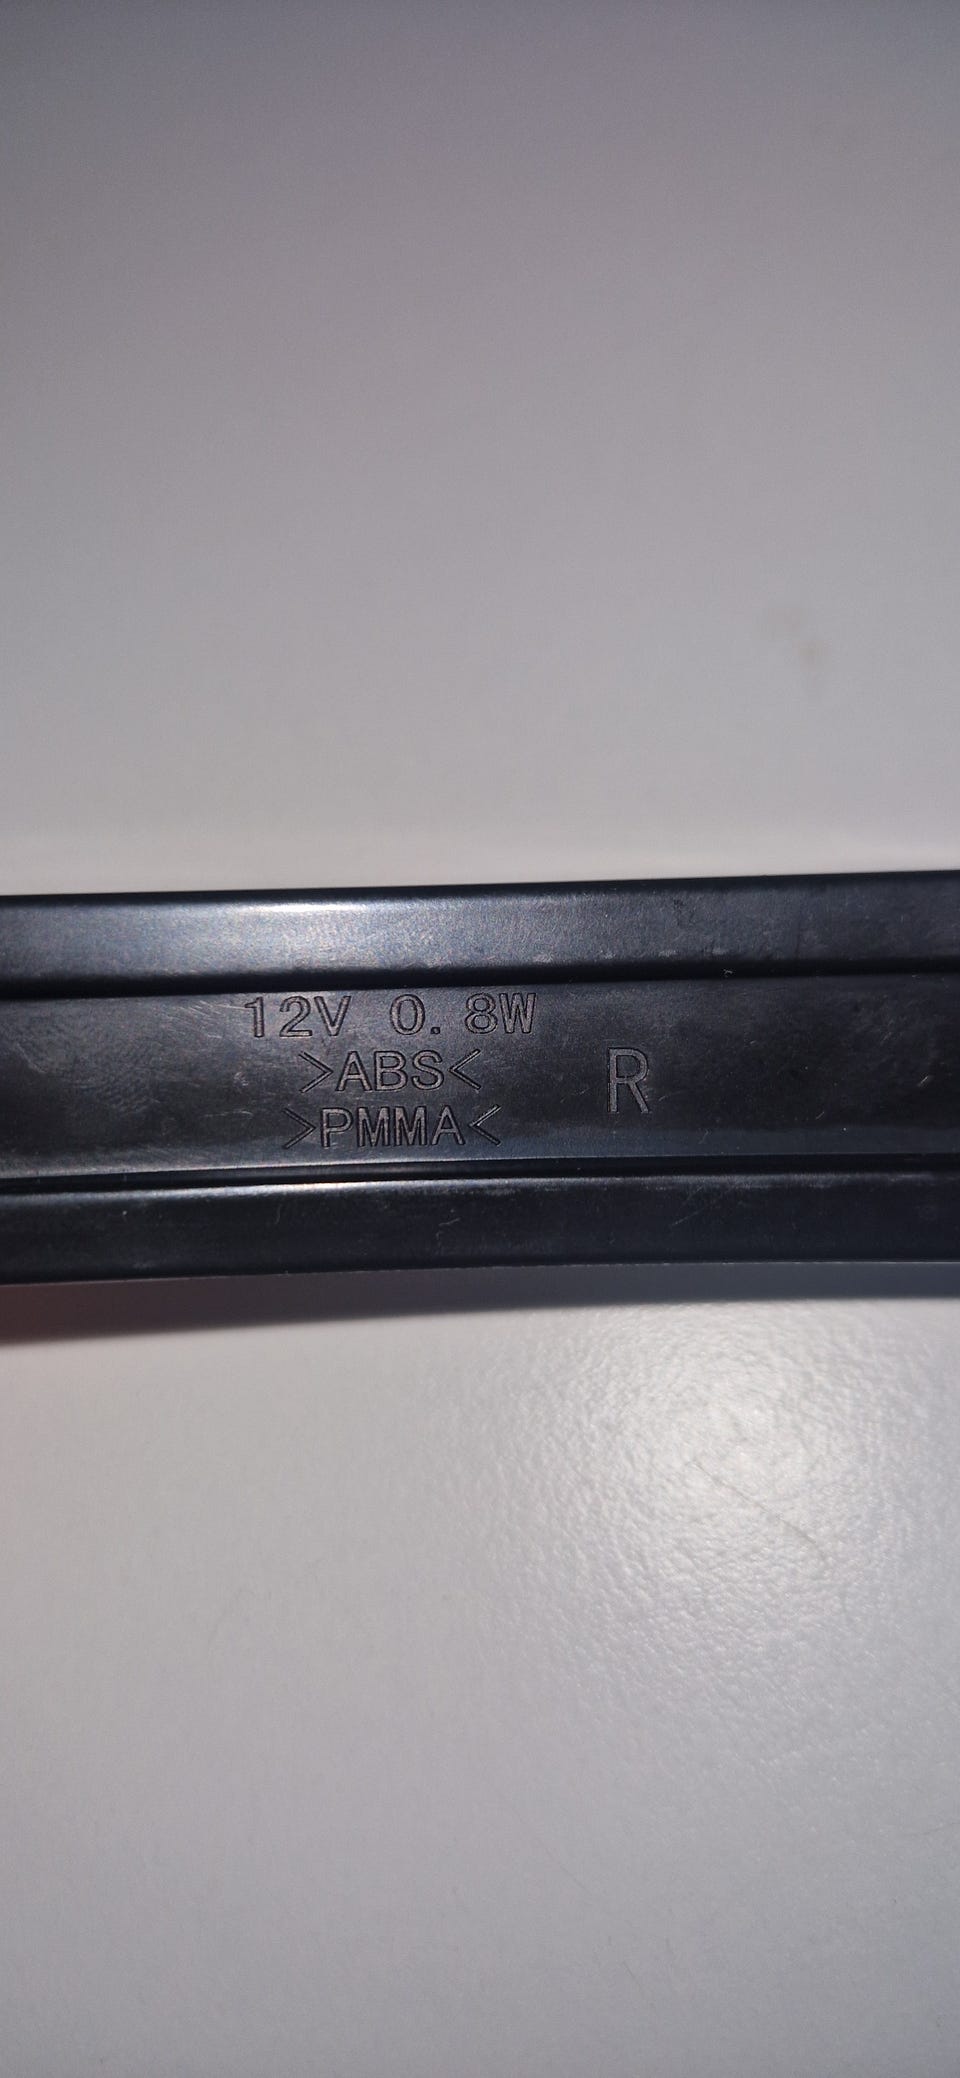 12V 0.8W
>ABS<
>PMMA<
R